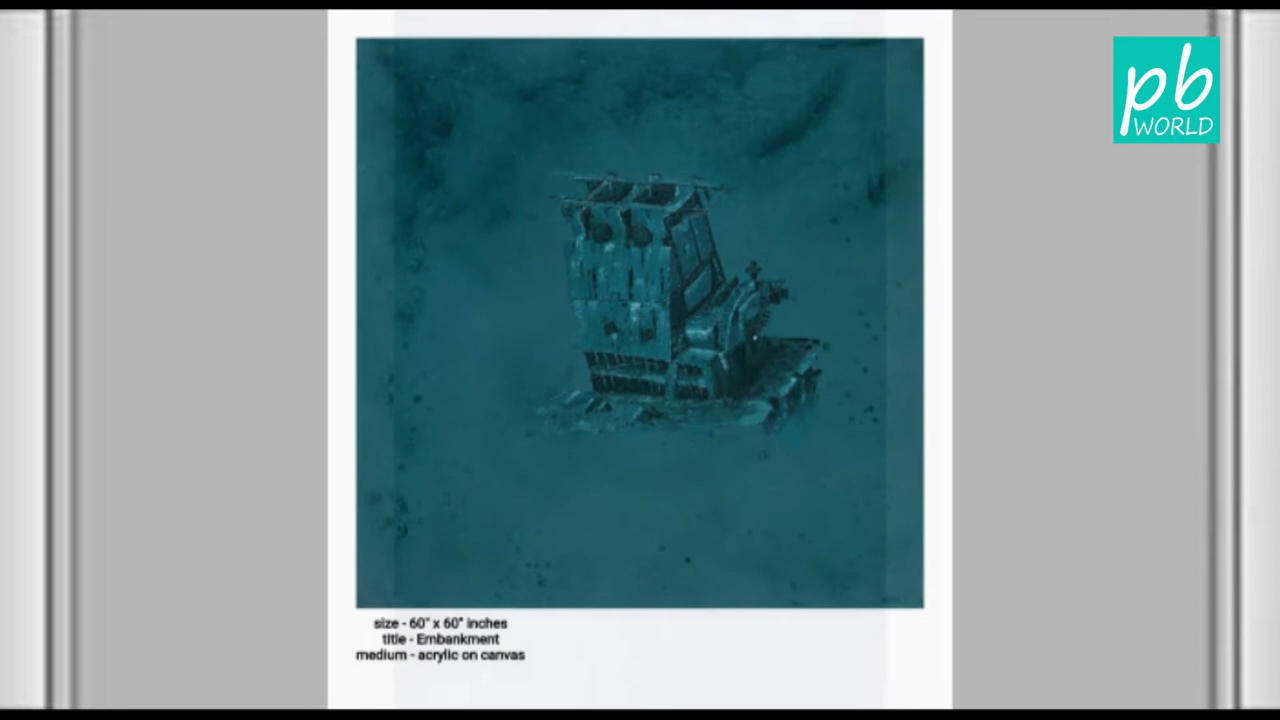 pb
WORLD
size - 60" x 60" inches
title - Embankment
medium - acrylic on canvas